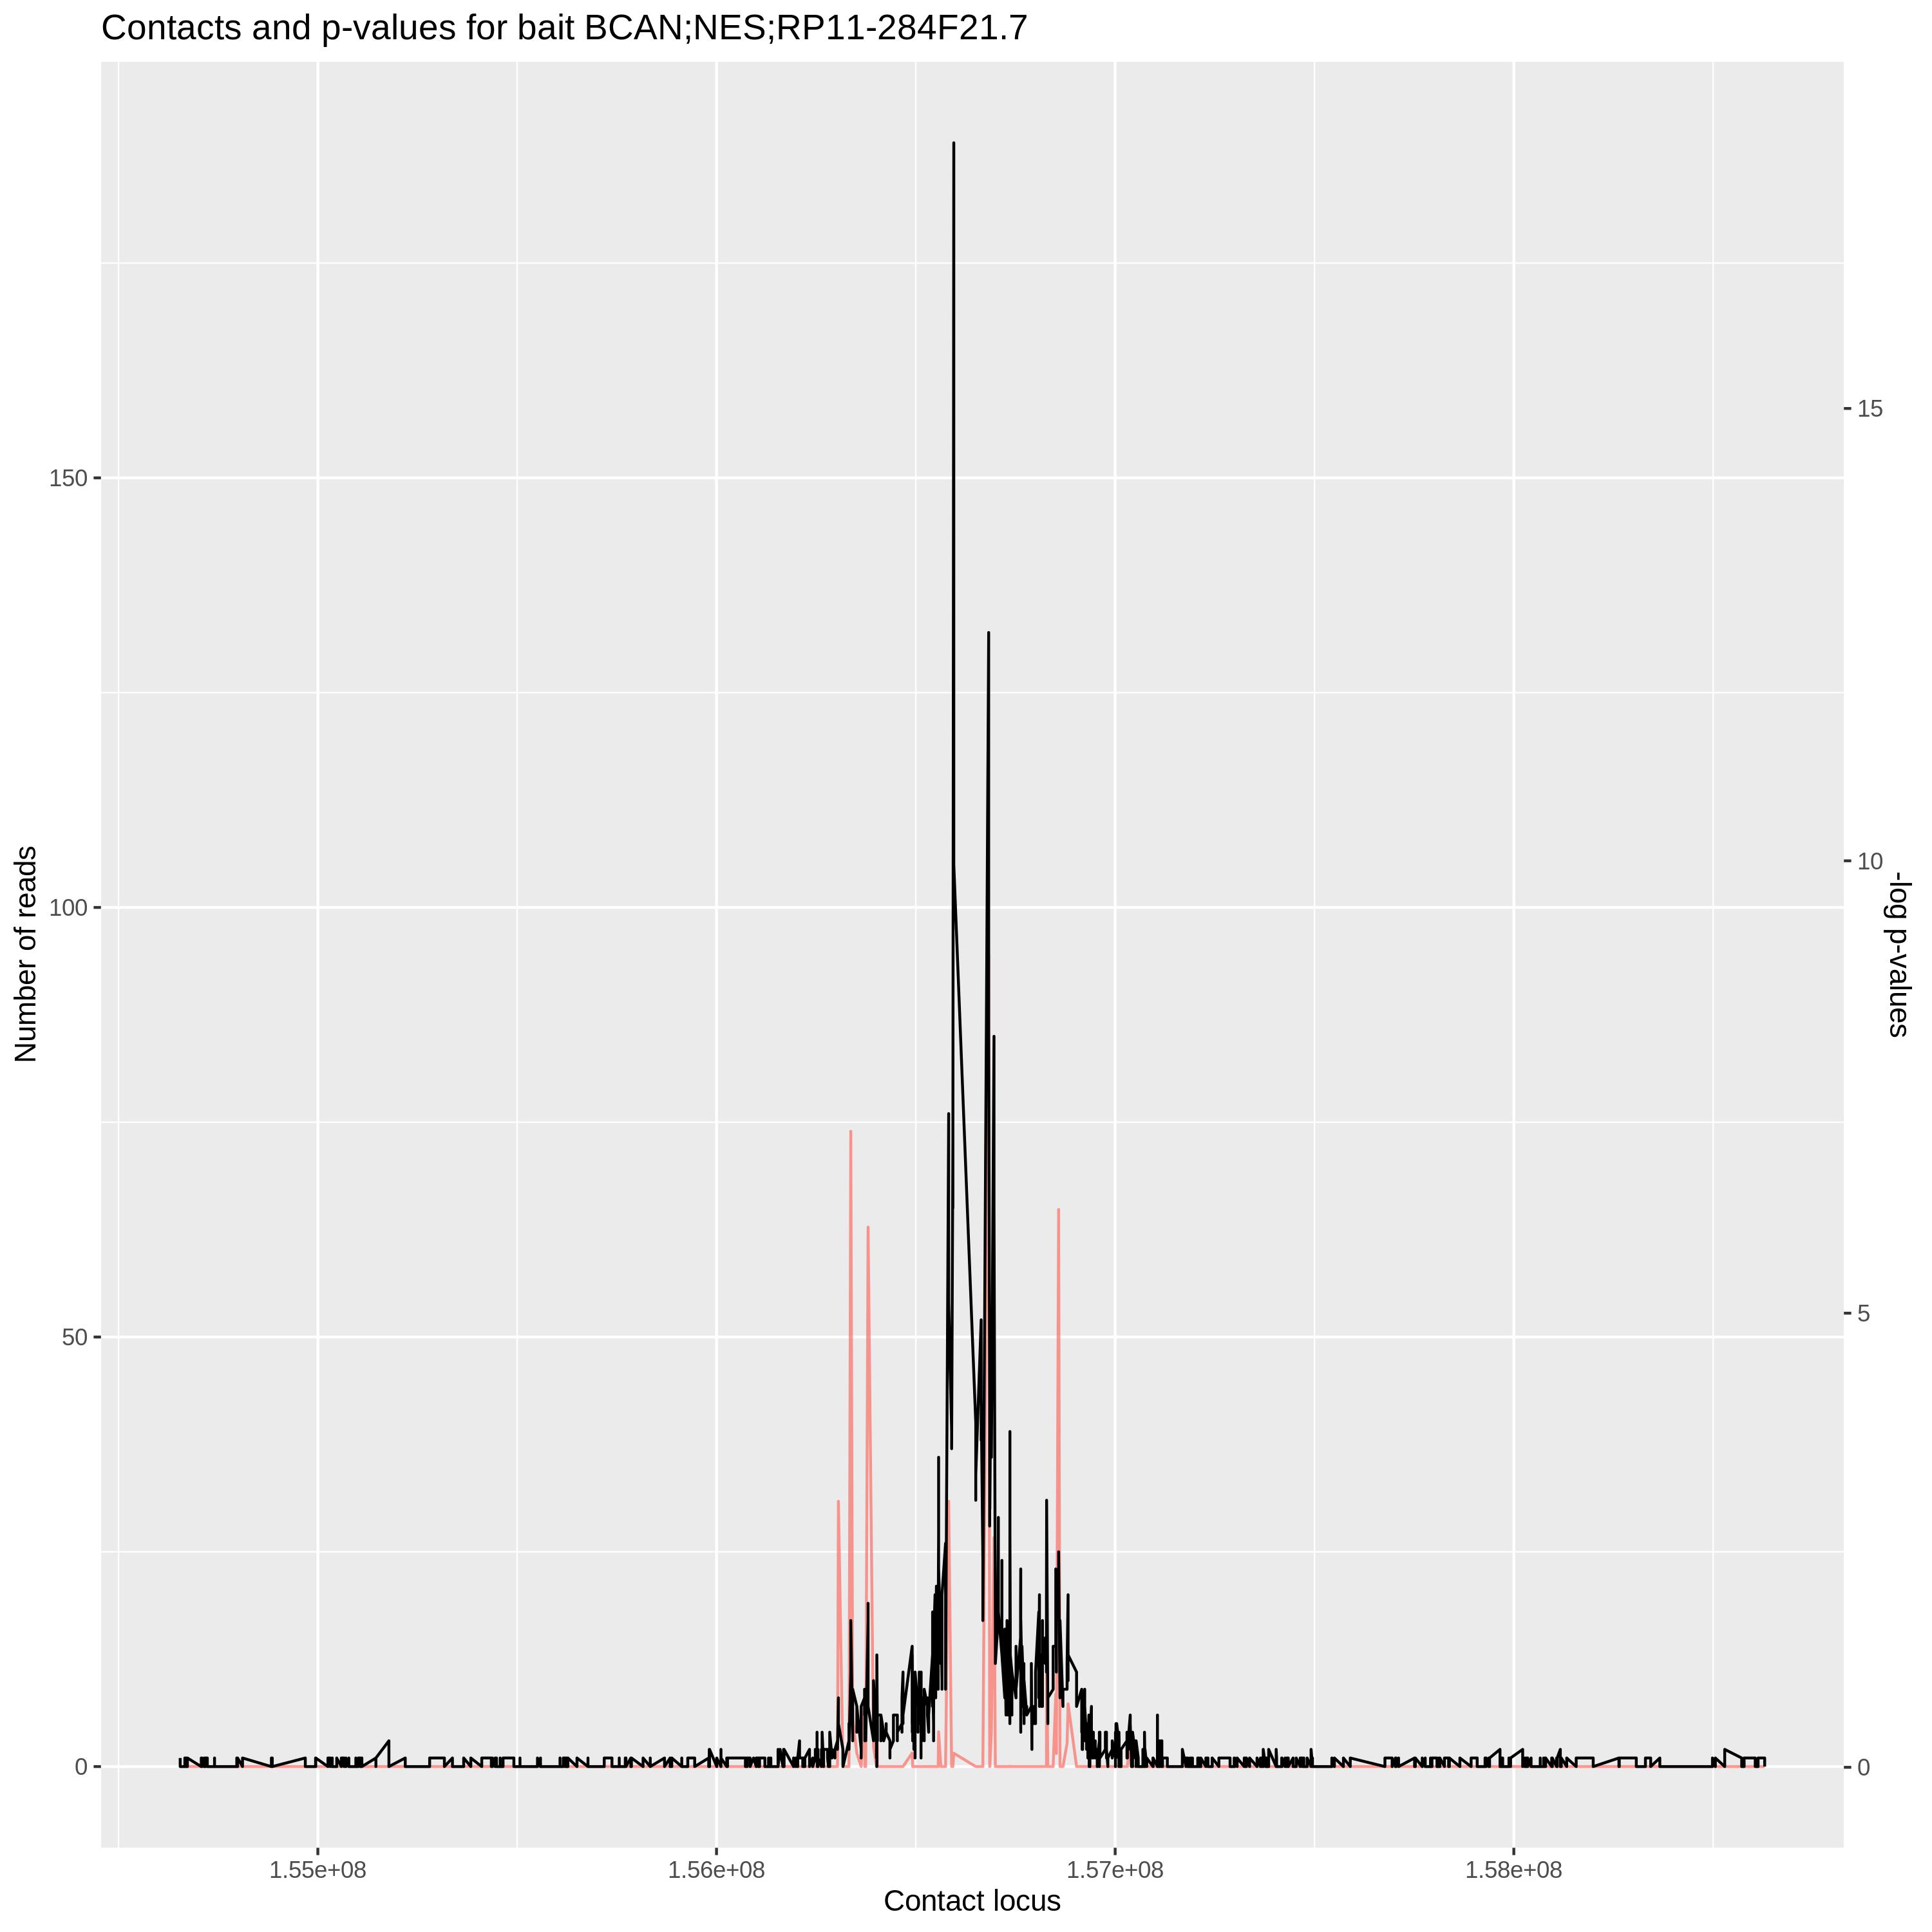 Contacts and p-values for bait BCAN;NES;RP11-284F21.7
Number of reads
150
100
50
0
15
10
5
0
-log p-values
1.55e+08
1.56e+08
1.57e+08
1.58e+08
Contact locus